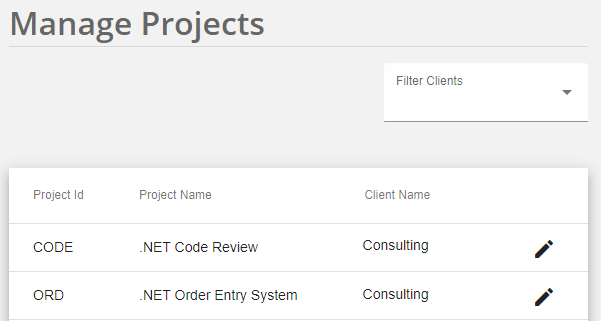 Manage Projects
Filter Clients
Project Id Project Name Client Name
CODE .NET Code Review Consulting
ORD .NET Order Entry System Consulting